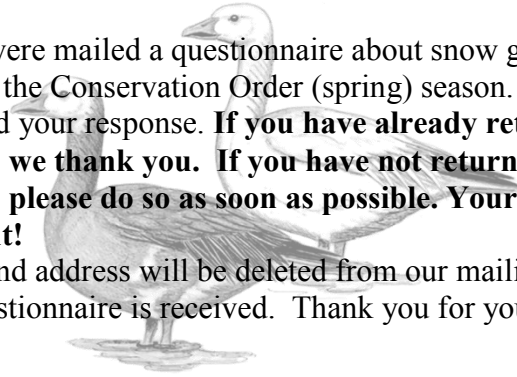 were mailed a questionnaire about snow g
the Conservation Order (spring) season.
d your response. If you have already ret
we thank you. If you have not return
please do so as soon as possible. Your
t!
nd address will be deleted from our maili
stionnaire is received. Thank you for you